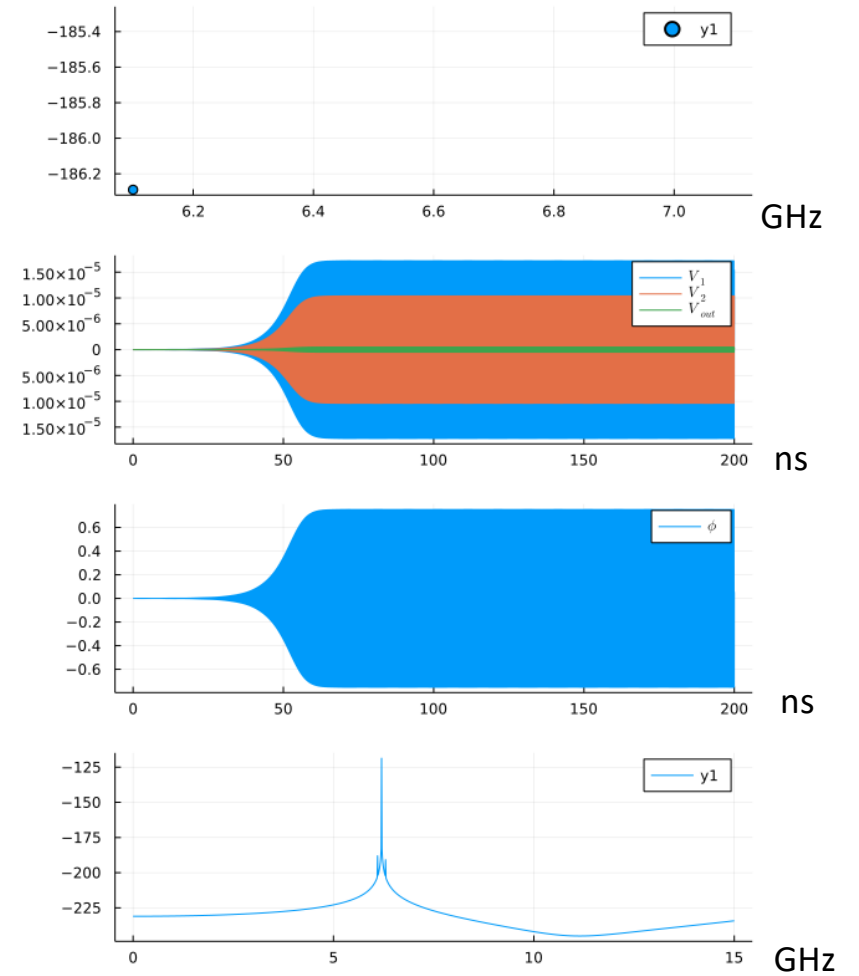 −185.4
y1
−185.6
−185.8
−186.0
−186.2
6.2 6.4 6.6 6.8 7.0
GHz
1.50×10⁻⁵
1.00×10⁻⁵
5.00×10⁻⁶
0
5.00×10⁻⁶
1.00×10⁻⁵
1.50×10⁻⁵
V₁
V₂
V_out
0 50 100 150 200
ns
0.6
0.4
0.2
0.0
−0.2
−0.4
−0.6
ϕ
0 50 100 150 200
ns
−125
y1
−150
−175
−200
−225
0 5 10 15
GHz